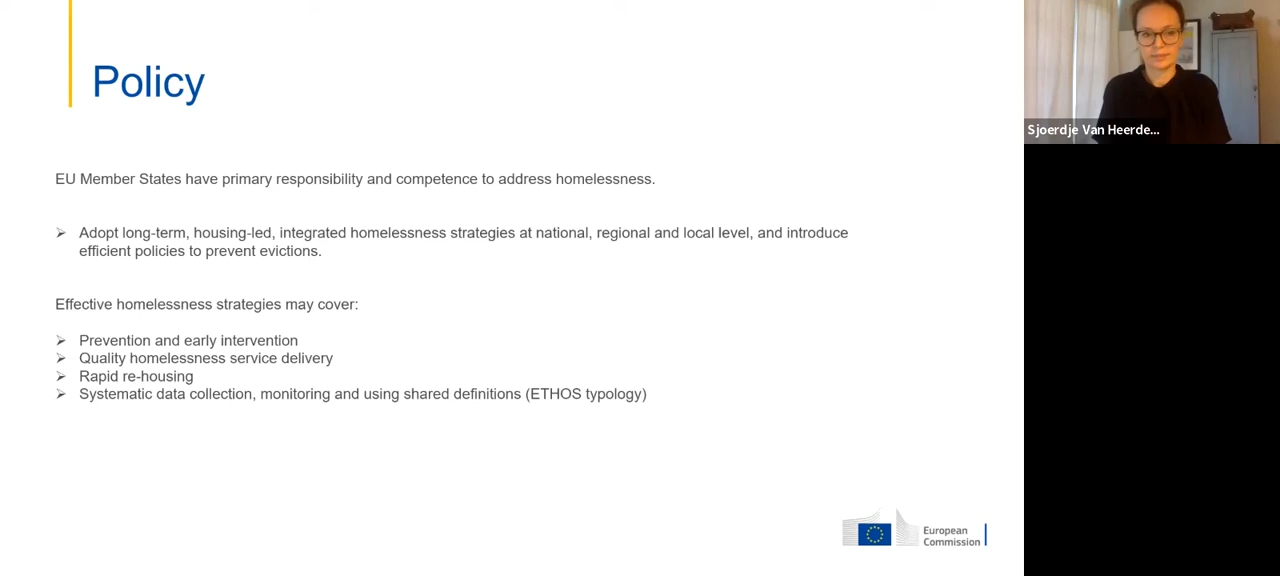 Policy
EU Member States have primary responsibility and competence to address homelessness.
➢ Adopt long-term, housing-led, integrated homelessness strategies at national, regional and local level, and introduce
efficient policies to prevent evictions.
Effective homelessness strategies may cover:
➢ Prevention and early intervention
➢ Quality homelessness service delivery
➢ Rapid re-housing
➢ Systematic data collection, monitoring and using shared definitions (ETHOS typology)
European
Commission
Sjoerdje Van Heerde...